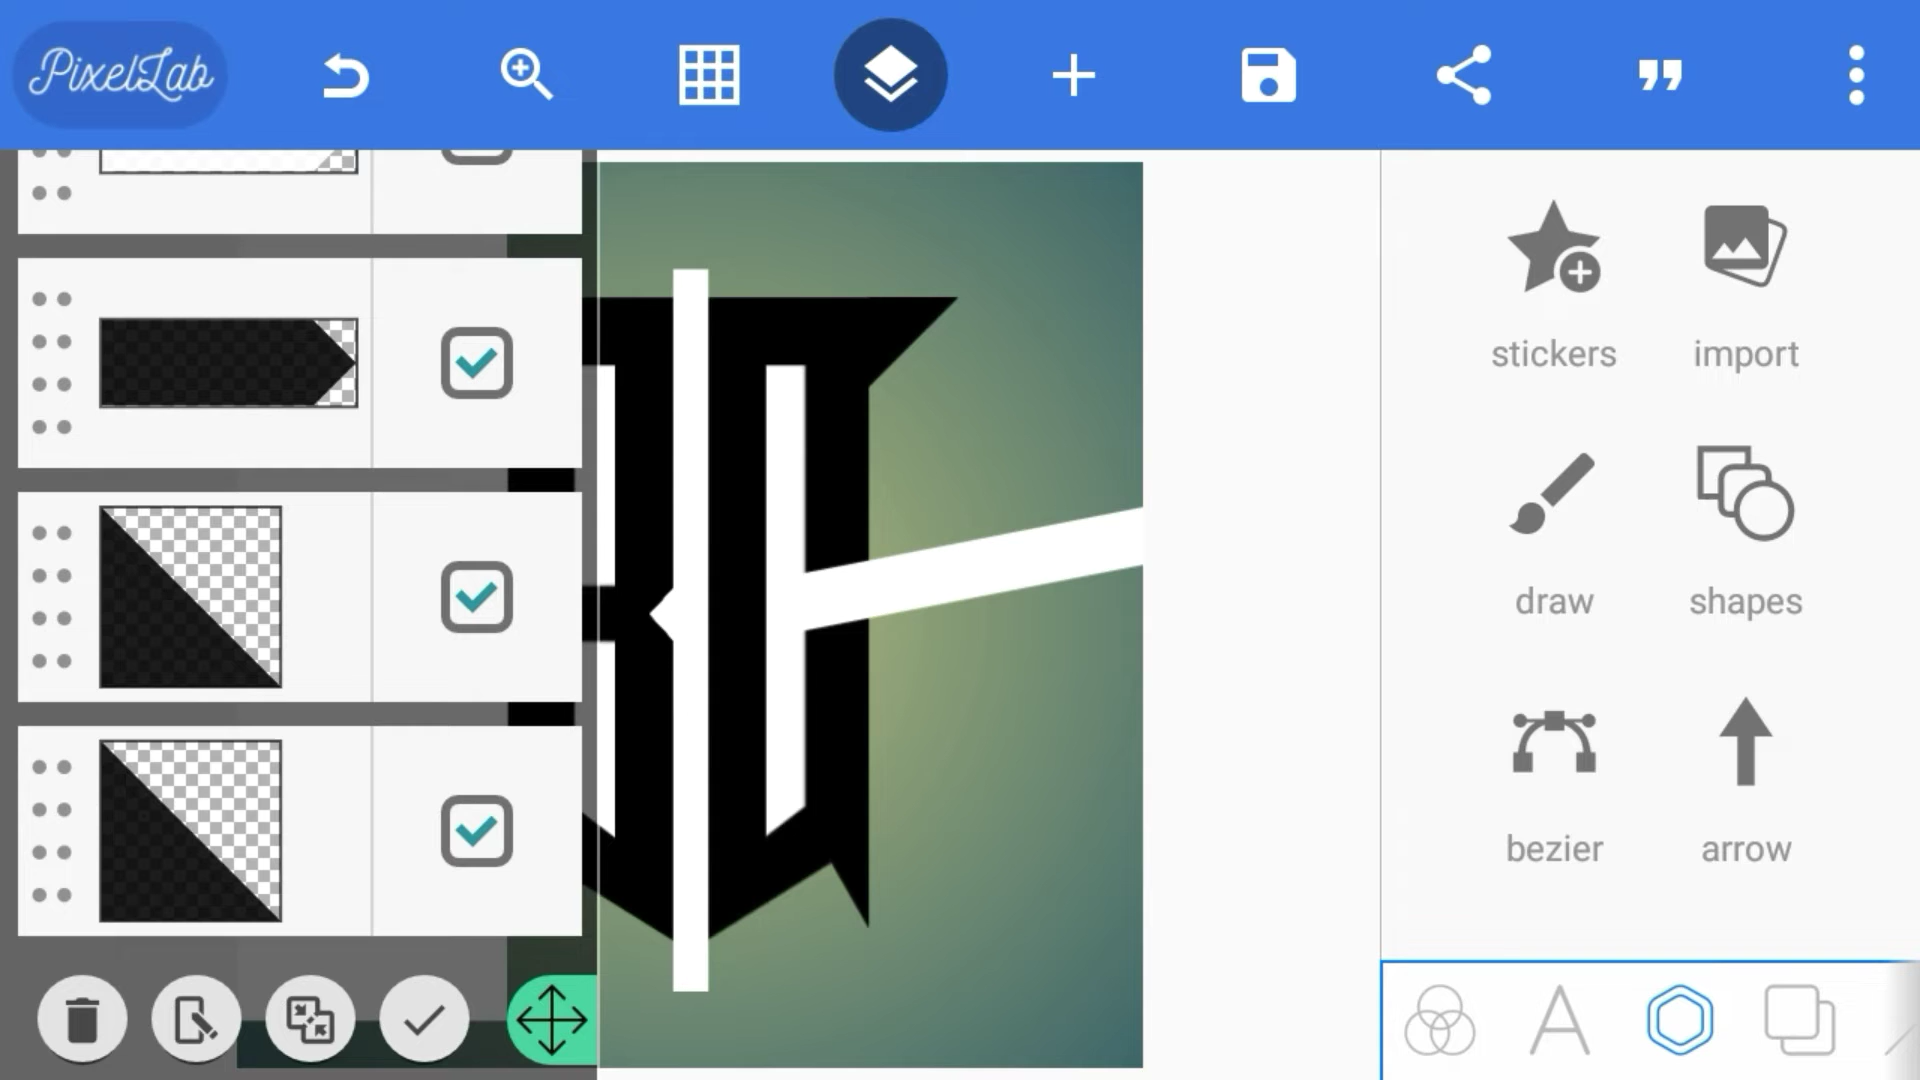 PixelLab
stickers
import
draw
shapes
bezier
arrow
A